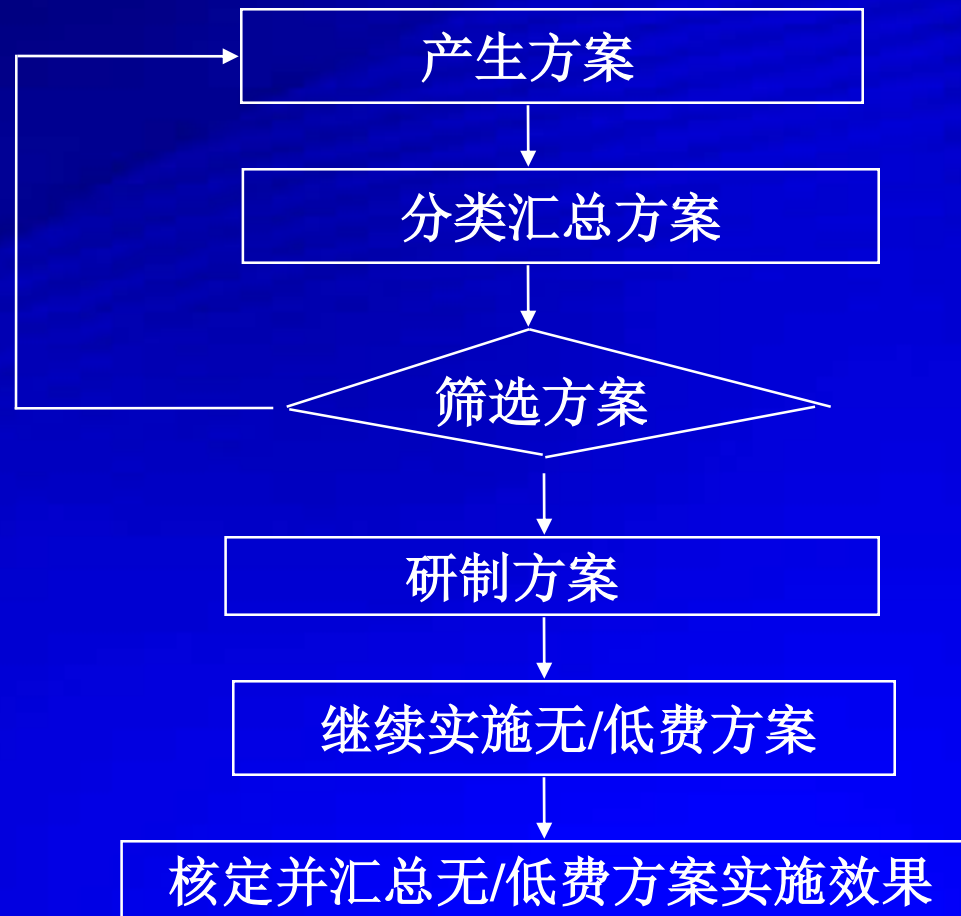 产生方案
分类汇总方案
筛选方案
研制方案
继续实施无/低费方案
核定并汇总无/低费方案实施效果